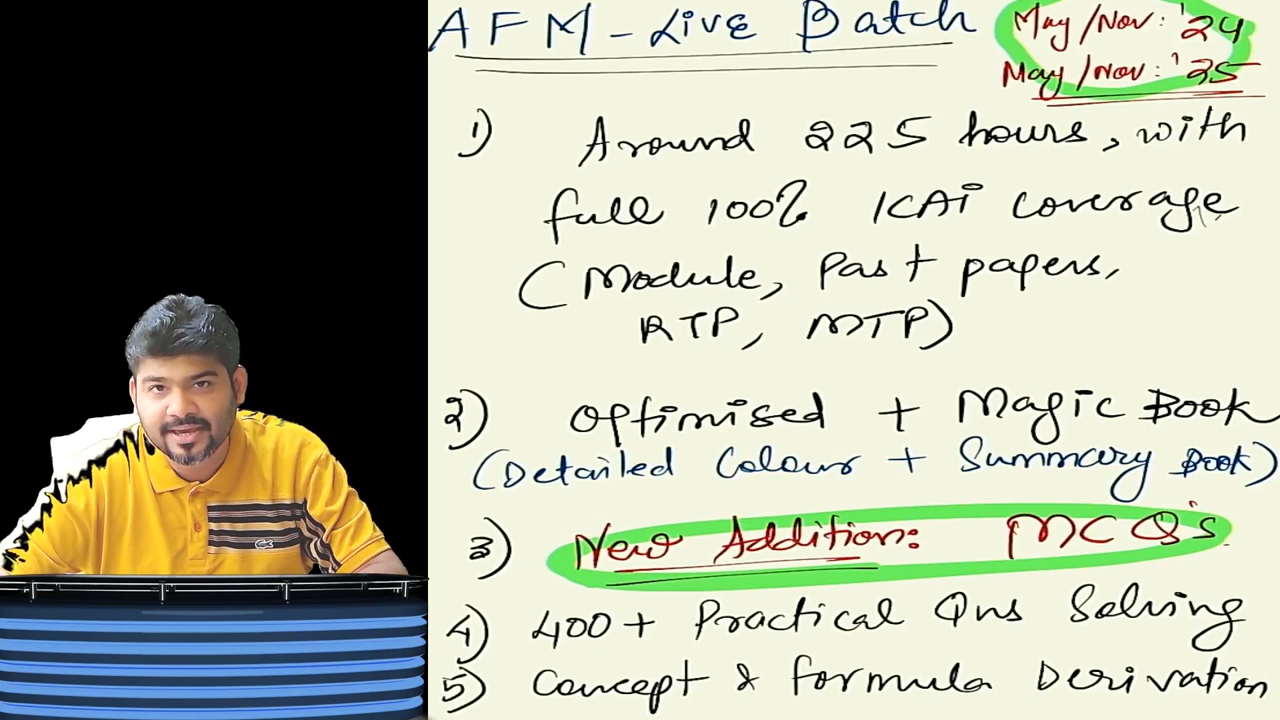 AFM - Live Batch
May/Nov: '24
May/Nov: '25
1) Around 225 hours, with
full 100% ICAI coverage
(Module, Past papers,
RTP, MTP)
2) Optimised + Magic Book
(Detailed Colour + Summary Book)
3) New Addition: MCQ's.
4) 400+ Practical Qns Solving
5) Concept & formula Derivation